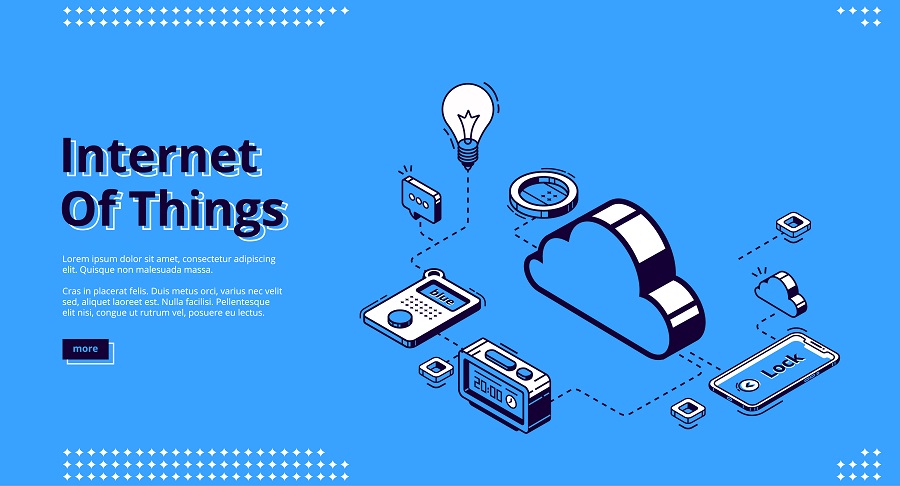 Internet
Of Things
Lorem ipsum dolor sit amet, consectetur adipiscing
elit. Quisque non malesuada massa.
Cras in placerat felis. Duis metus orci, varius nec velit
sed, aliquet laoreet est. Nulla facilisi. Pellentesque
elit nisi, congue ut rutrum vel, posuere eu lectus.
more
blue
20:00
Lock